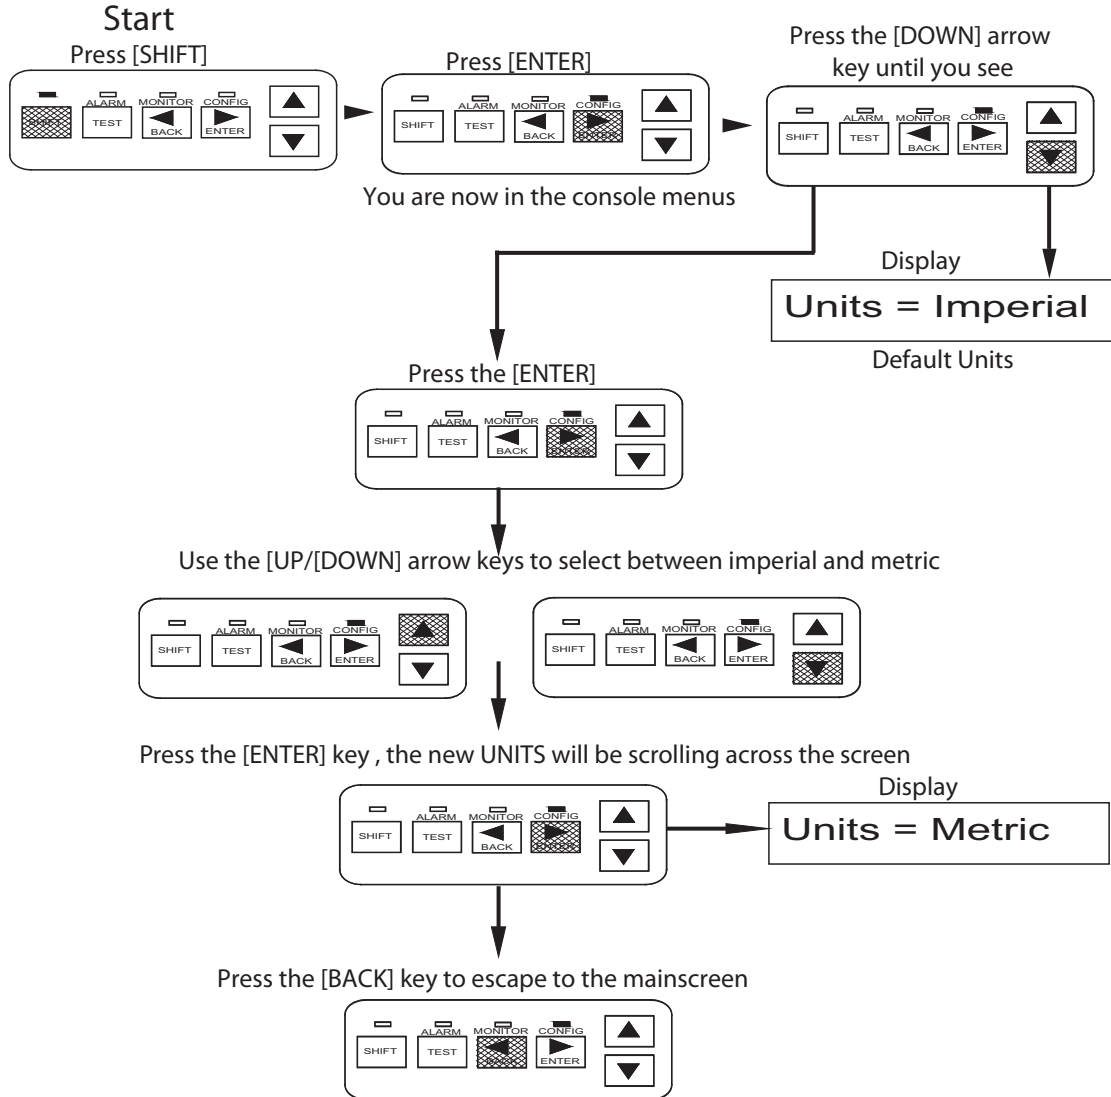 Start
Press [SHIFT]
ALARM MONITOR CONFIG
SHIFT TEST BACK ENTER
Press [ENTER]
ALARM MONITOR CONFIG
SHIFT TEST BACK ENTER
You are now in the console menus
Press the [DOWN] arrow
key until you see
ALARM MONITOR CONFIG
SHIFT TEST BACK ENTER
Display
Units = Imperial
Default Units
Press the [ENTER]
ALARM MONITOR CONFIG
SHIFT TEST BACK ENTER
Use the [UP/[DOWN] arrow keys to select between imperial and metric
ALARM MONITOR CONFIG
SHIFT TEST BACK ENTER
ALARM MONITOR CONFIG
SHIFT TEST BACK ENTER
Press the [ENTER] key , the new UNITS will be scrolling across the screen
ALARM MONITOR CONFIG
SHIFT TEST BACK ENTER
Display
Units = Metric
Press the [BACK] key to escape to the mainscreen
ALARM MONITOR CONFIG
SHIFT TEST BACK ENTER